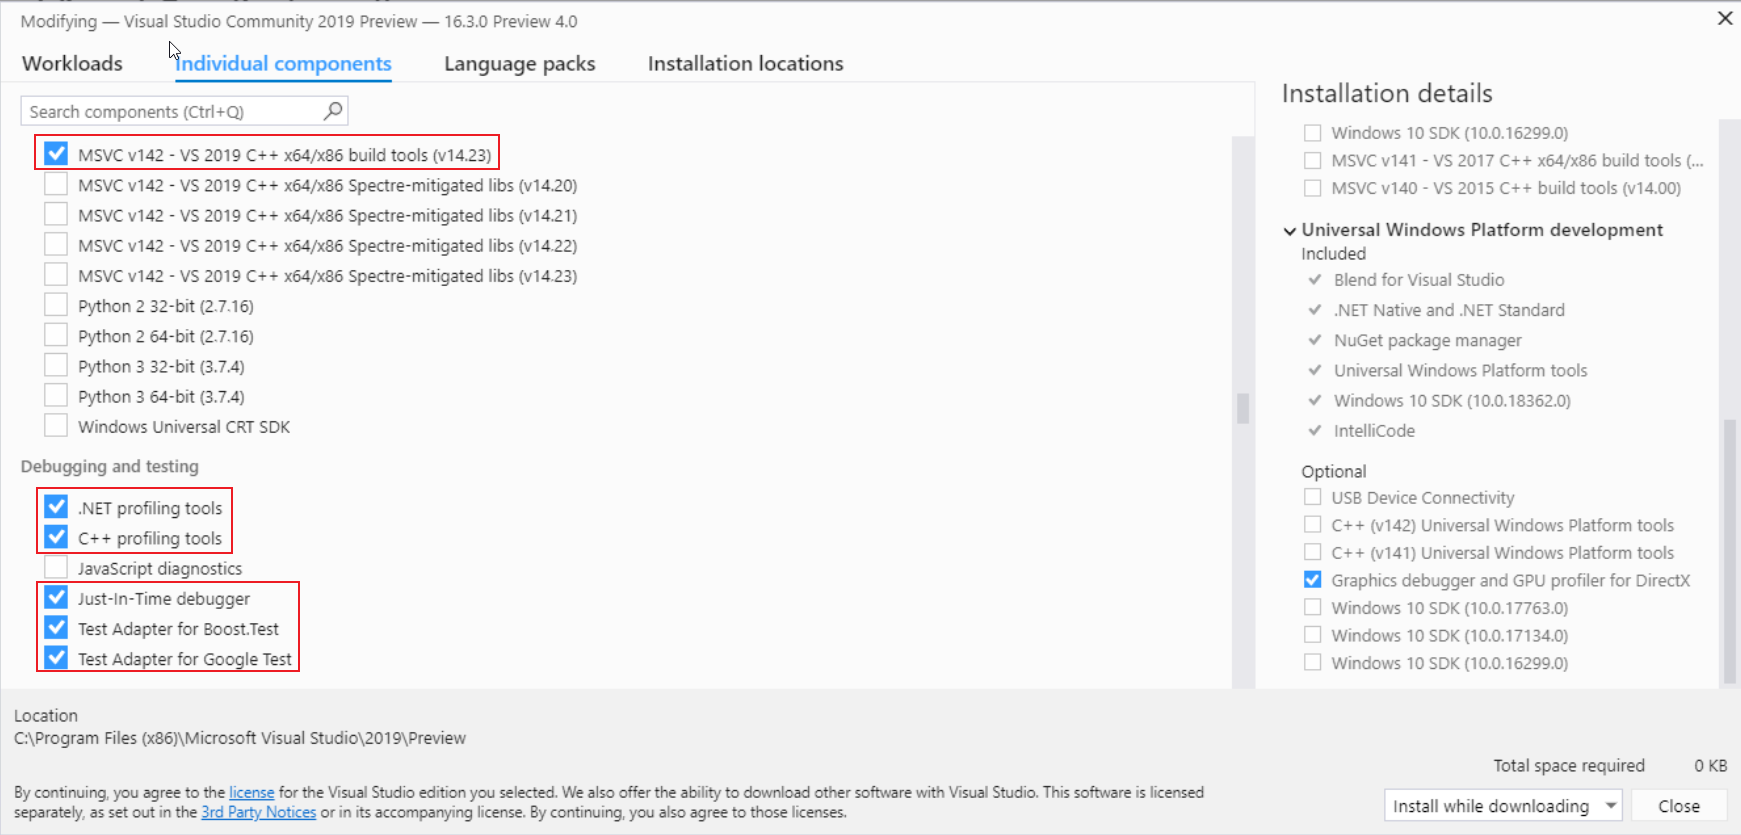 Modifying — Visual Studio Community 2019 Preview — 16.3.0 Preview 4.0
Workloads
Individual components
Language packs
Installation locations
Search components (Ctrl+Q)
MSVC v142 - VS 2019 C++ x64/x86 build tools (v14.23)
MSVC v142 - VS 2019 C++ x64/x86 Spectre-mitigated libs (v14.20)
MSVC v142 - VS 2019 C++ x64/x86 Spectre-mitigated libs (v14.21)
MSVC v142 - VS 2019 C++ x64/x86 Spectre-mitigated libs (v14.22)
MSVC v142 - VS 2019 C++ x64/x86 Spectre-mitigated libs (v14.23)
Python 2 32-bit (2.7.16)
Python 2 64-bit (2.7.16)
Python 3 32-bit (3.7.4)
Python 3 64-bit (3.7.4)
Windows Universal CRT SDK
Debugging and testing
.NET profiling tools
C++ profiling tools
JavaScript diagnostics
Just-In-Time debugger
Test Adapter for Boost.Test
Test Adapter for Google Test
Installation details
Windows 10 SDK (10.0.16299.0)
MSVC v141 - VS 2017 C++ x64/x86 build tools (...
MSVC v140 - VS 2015 C++ build tools (v14.00)
Universal Windows Platform development
Included
Blend for Visual Studio
.NET Native and .NET Standard
NuGet package manager
Universal Windows Platform tools
Windows 10 SDK (10.0.18362.0)
IntelliCode
Optional
USB Device Connectivity
C++ (v142) Universal Windows Platform tools
C++ (v141) Universal Windows Platform tools
Graphics debugger and GPU profiler for DirectX
Windows 10 SDK (10.0.17763.0)
Windows 10 SDK (10.0.17134.0)
Windows 10 SDK (10.0.16299.0)
Location
C:\Program Files (x86)\Microsoft Visual Studio\2019\Preview
Total space required 0 KB
By continuing, you agree to the license for the Visual Studio edition you selected. We also offer the ability to download other software with Visual Studio. This software is licensed
separately, as set out in the 3rd Party Notices or in its accompanying license. By continuing, you also agree to those licenses.
Install while downloading
Close